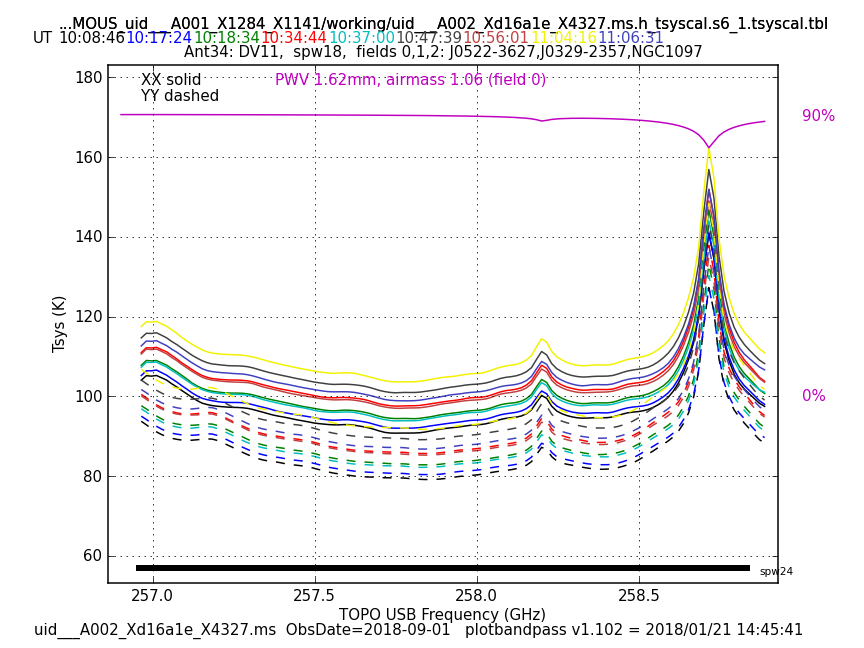 ...MOUS_uid___A001_X1284_X1141/working/uid___A002_Xd16a1e_X4327.ms.h_tsyscal.s6_1.tsyscal.tbl
UT 10:08:46 10:17:24 10:18:34 10:34:44 10:37:00 10:47:39 10:56:01 11:04:16 11:06:31
Ant34: DV11,  spw18,  fields 0,1,2: J0522-3627,J0329-2357,NGC1097
XX solid
PWV 1.62mm, airmass 1.06 (field 0)
YY dashed
180
160
140
120
100
80
60
90%
0%
Tsys (K)
spw24
257.0 257.5 258.0 258.5
TOPO USB Frequency (GHz)
uid___A002_Xd16a1e_X4327.ms  ObsDate=2018-09-01   plotbandpass v1.102 = 2018/01/21 14:45:41